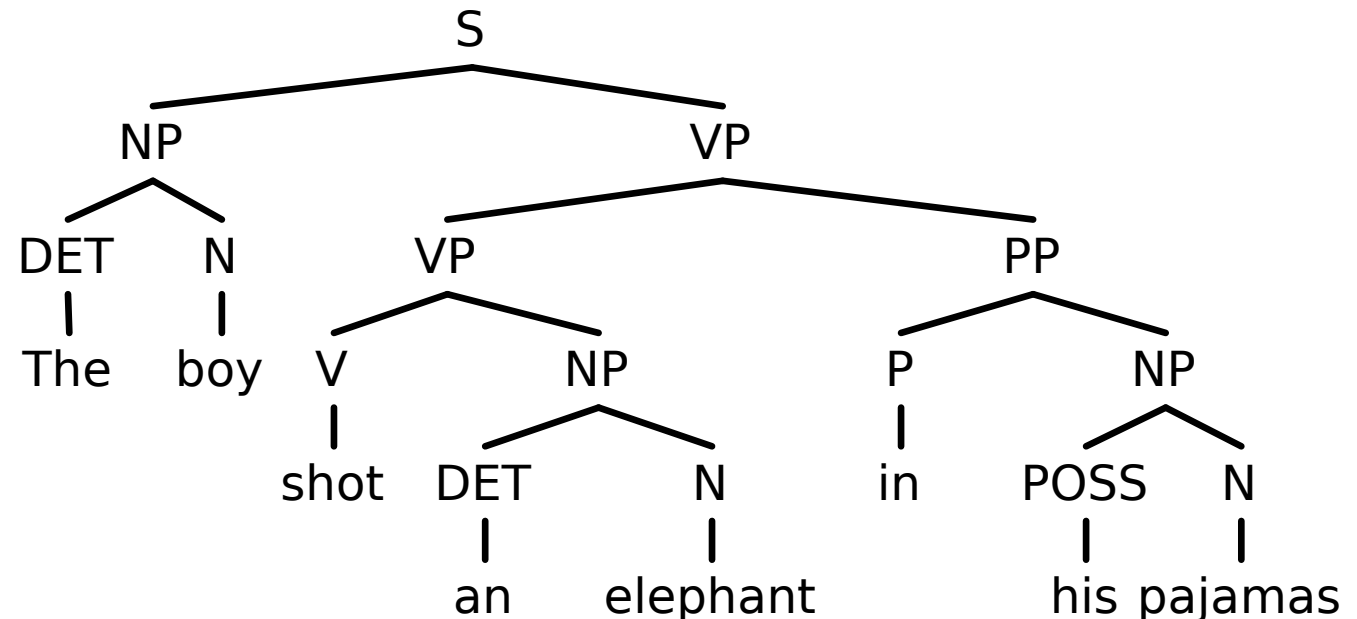 S
NP VP
DET N VP PP
The boy V NP P NP
shot DET N in POSS N
an elephant his pajamas